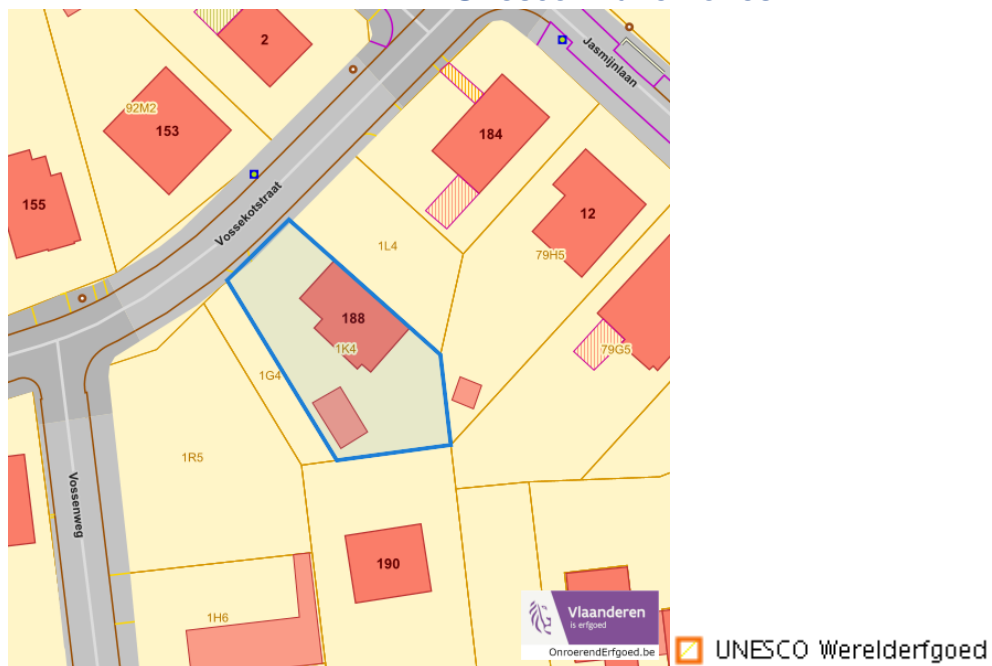 2
Jasmijnlaan
92M2
153
184
155
Vossekotstraat
12
1L4
79H5
188
1K4
79G5
1G4
1R5
Vossenweg
190
1H6
Vlaanderen
is erfgoed
OnroerendErfgoed.be
UNESCO Werelderfgoed